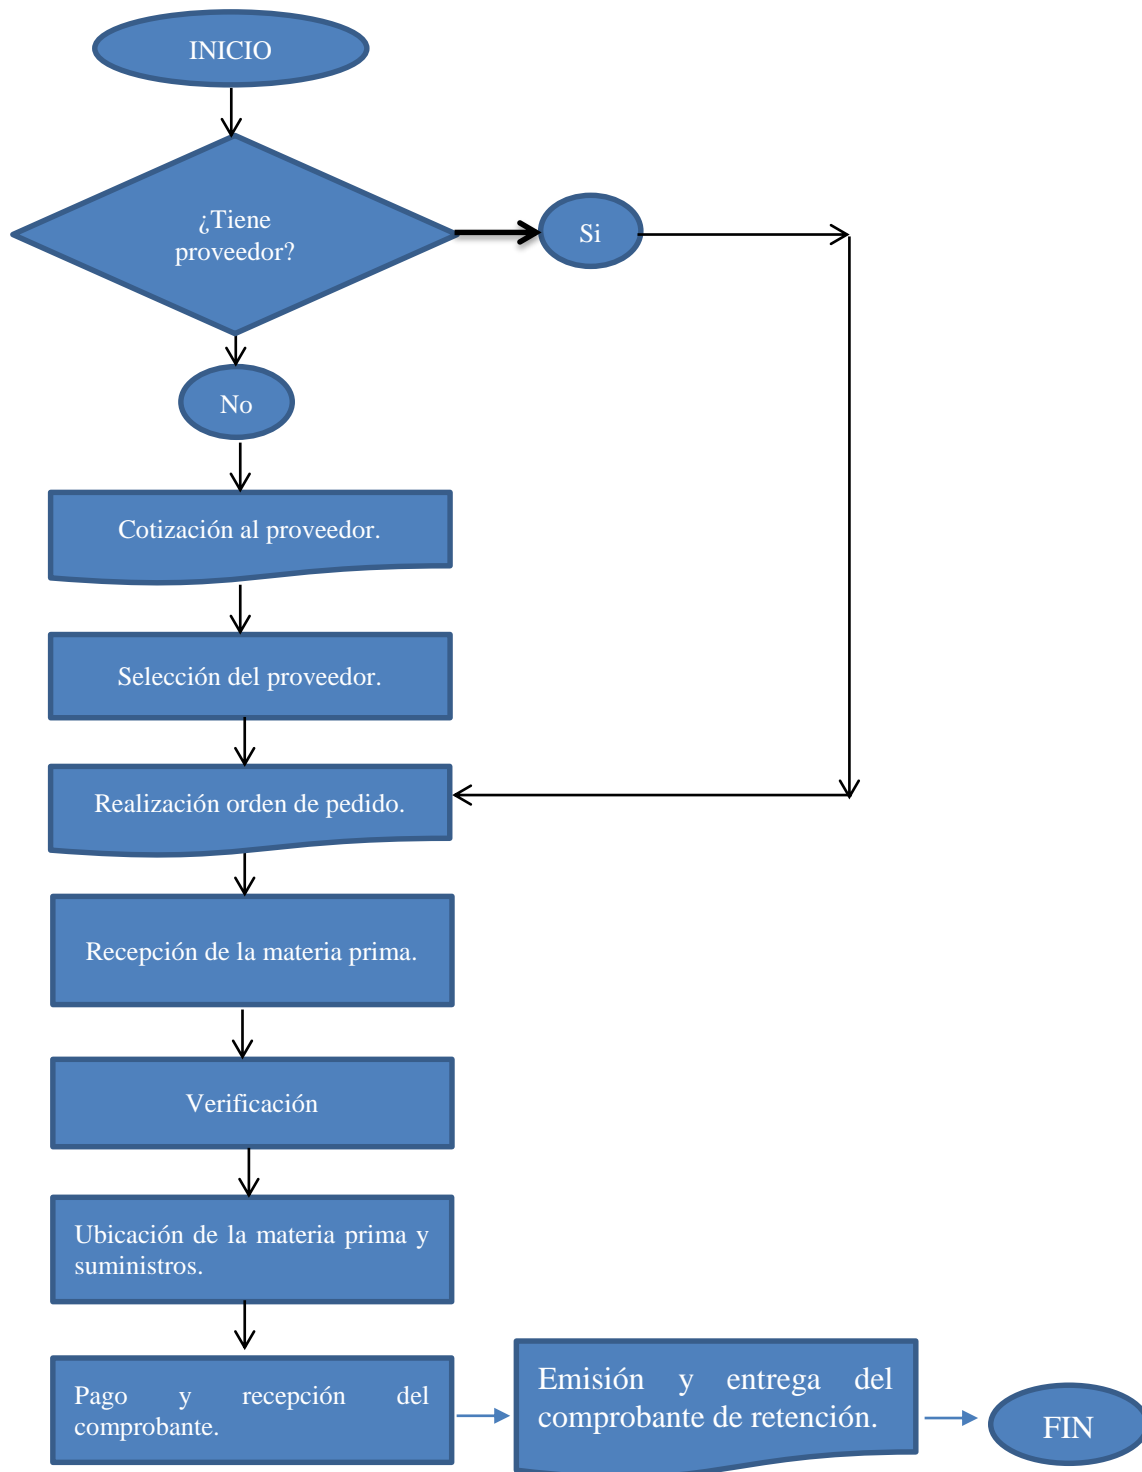 INICIO
¿Tiene
proveedor?
Si
No
Cotización al proveedor.
Selección del proveedor.
Realización orden de pedido.
Recepción de la materia prima.
Verificación
Ubicación de la materia prima y
suministros.
Pago y recepción del
comprobante.
Emisión y entrega del
comprobante de retención.
FIN